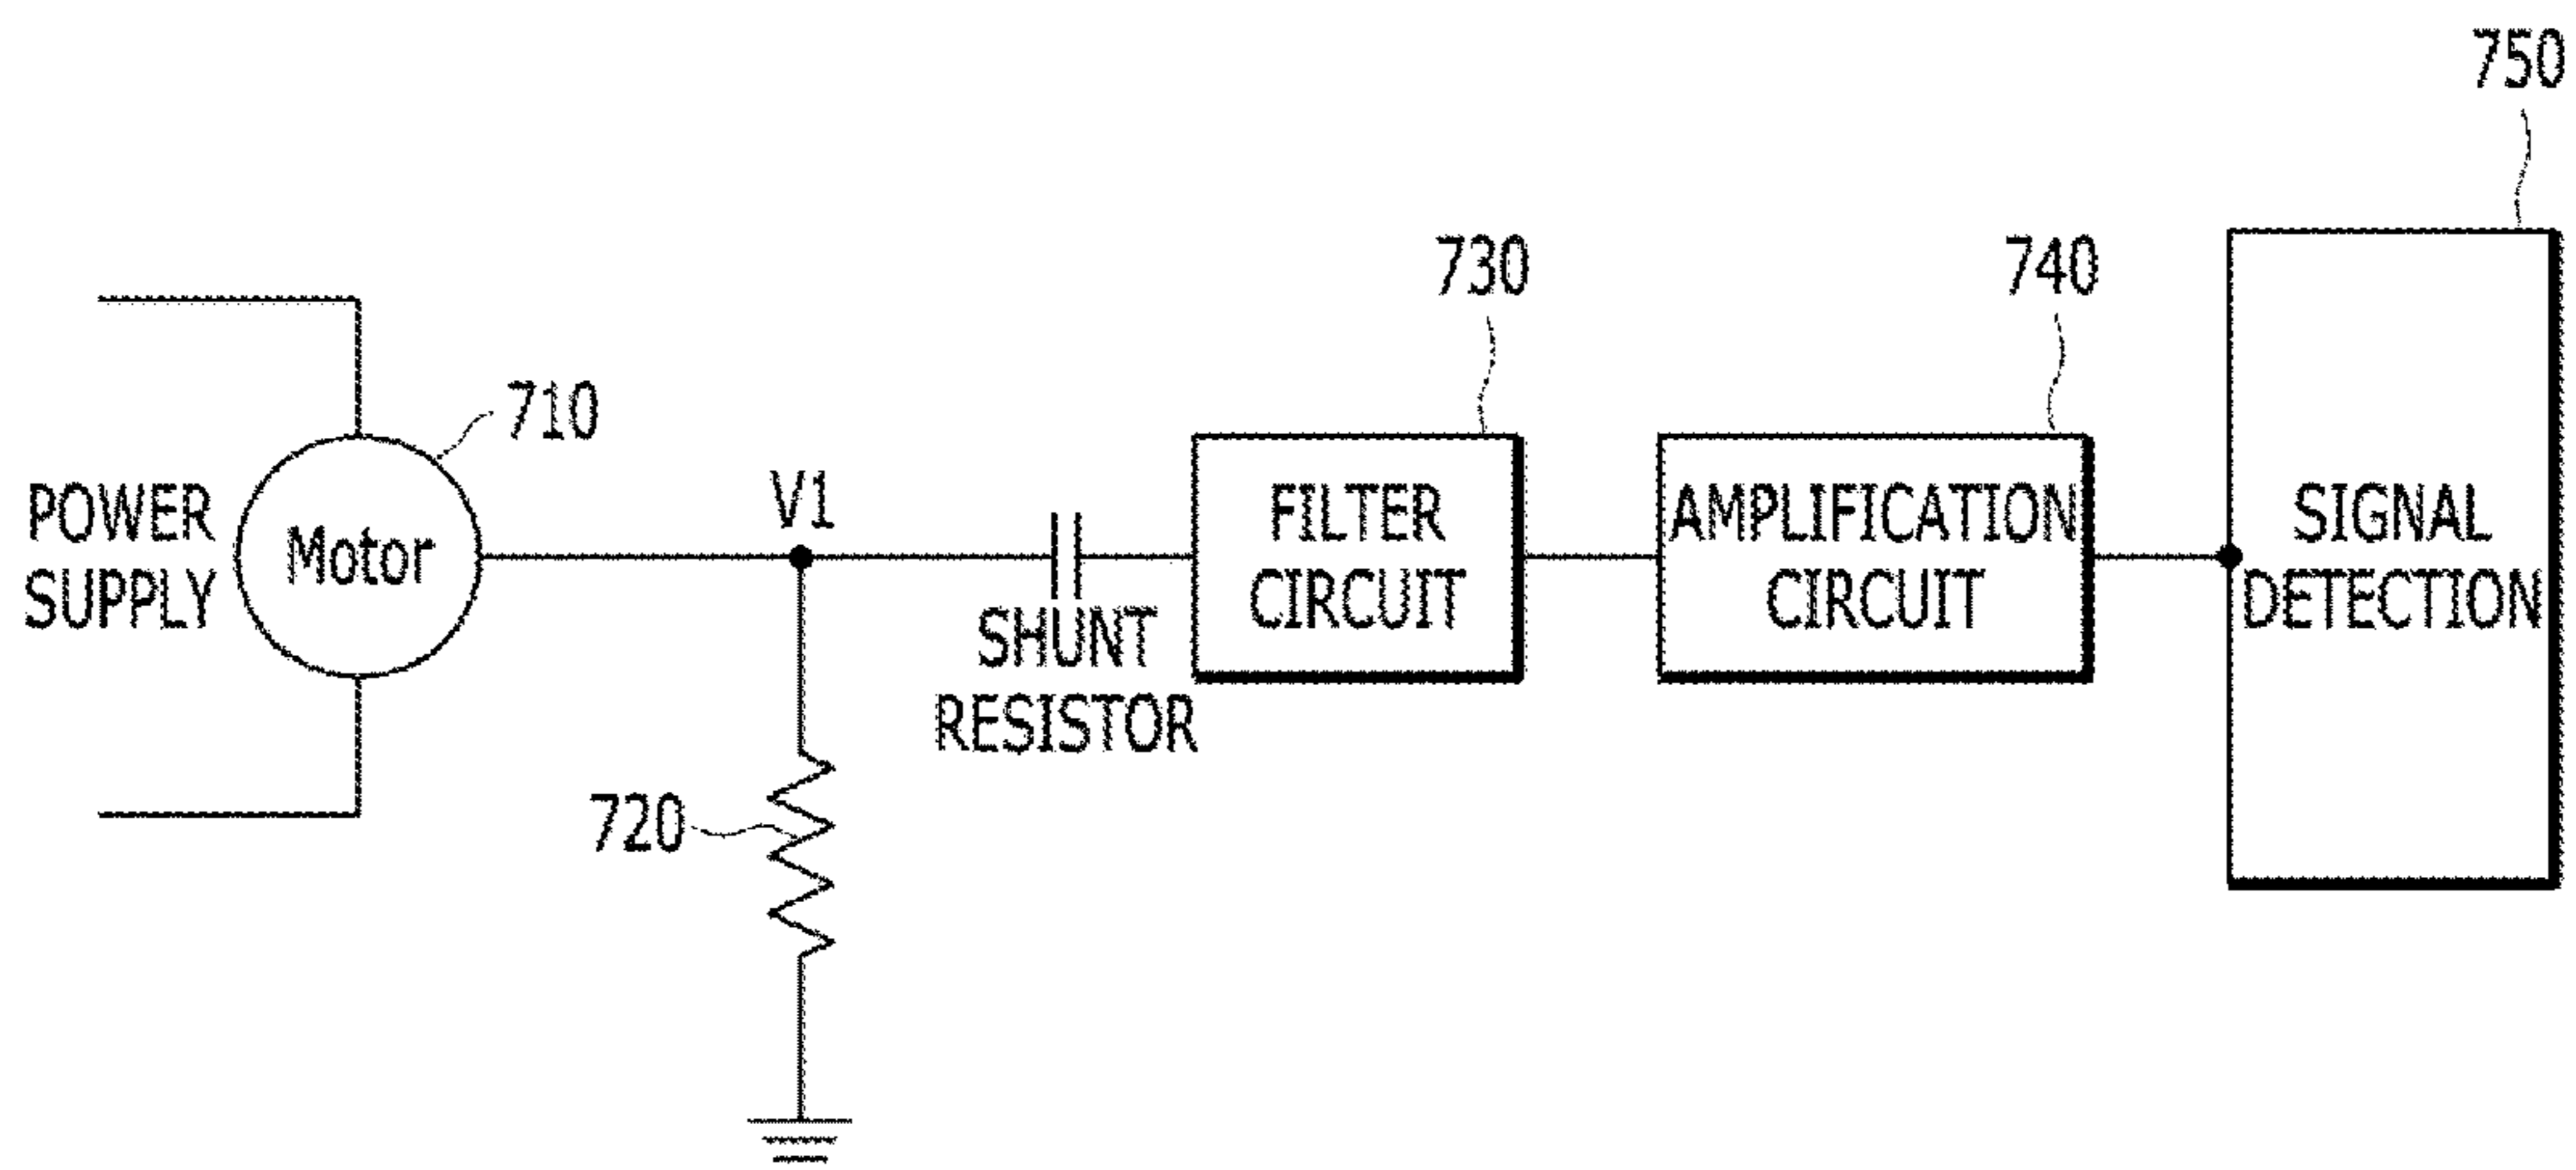 750
730
740
710
V1
POWER
SUPPLY
Motor
FILTER
CIRCUIT
AMPLIFICATION
CIRCUIT
SIGNAL
DETECTION
SHUNT
RESISTOR
720